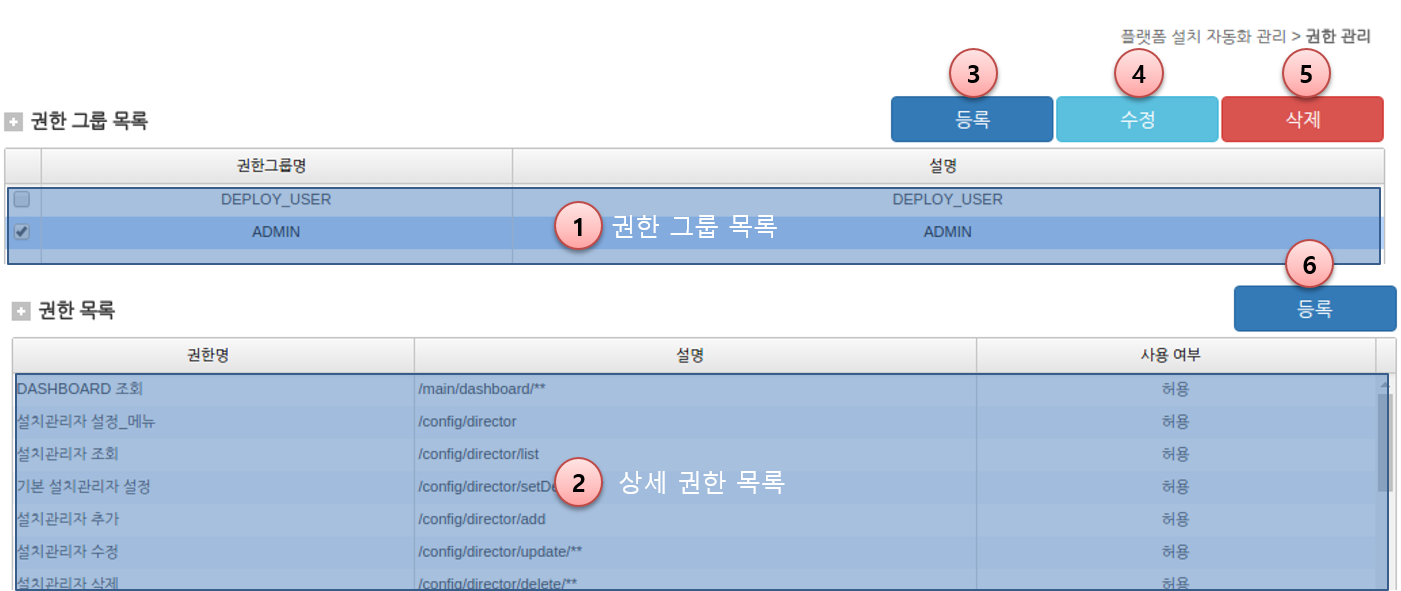 플랫폼 설치 자동화 관리 > 권한 관리
3 4 5
권한 그룹 목록 등록 수정 삭제
권한그룹명 설명
DEPLOY_USER DEPLOY_USER
1 권한 그룹 목록
ADMIN ADMIN
6
권한 목록 등록
권한명 설명 사용 여부
DASHBOARD 조회 /main/dashboard/** 허용
설치관리자 설정_메뉴 /config/director 허용
설치관리자 조회 /config/director/list 허용
2 상세 권한 목록
기본 설치관리자 설정 /config/director/setDe 허용
설치관리자 추가 /config/director/add 허용
설치관리자 수정 /config/director/update/** 허용
설치관리자 삭제 /config/director/delete/** 허용